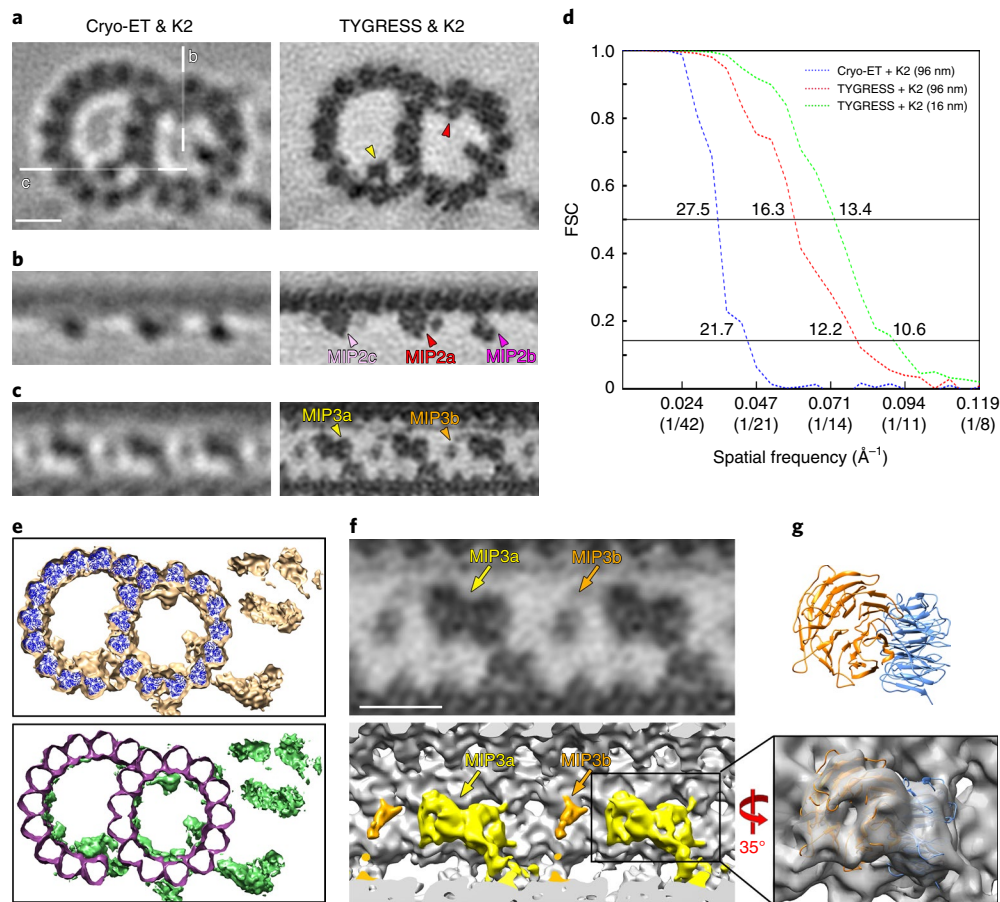 a
Cryo-ET & K2
TYGRESS & K2
b
c
b
MIP2c
MIP2a
MIP2b
c
MIP3a
MIP3b
d
1.0
0.8
0.6
0.4
0.2
0
FSC
Cryo-ET + K2 (96 nm)
TYGRESS + K2 (96 nm)
TYGRESS + K2 (16 nm)
27.5
16.3
13.4
21.7
12.2
10.6
0.024 0.047 0.071 0.094 0.119
(1/42) (1/21) (1/14) (1/11) (1/8)
Spatial frequency (Å⁻¹)
e
f
MIP3a
MIP3b
MIP3a
MIP3b
g
35°